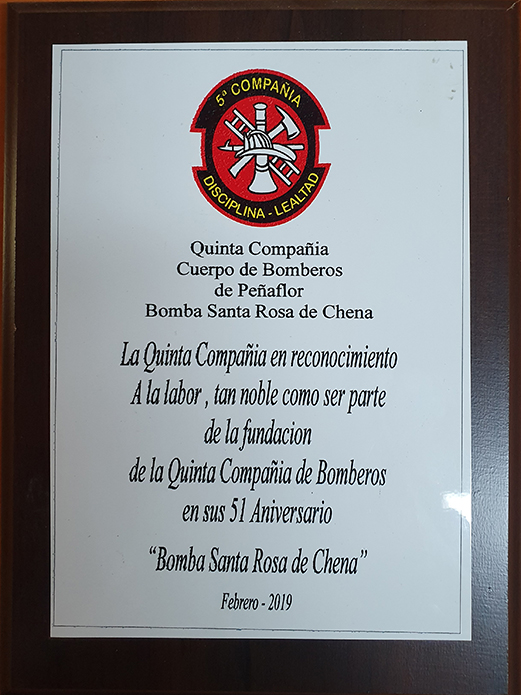 5ª COMPAÑIA
DISCIPLINA - LEALTAD
Quinta Compañia
Cuerpo de Bomberos
de Peñaflor
Bomba Santa Rosa de Chena
La Quinta Compañia en reconocimiento
A la labor , tan noble como ser parte
de la fundacion
de la Quinta Compañia de Bomberos
en sus 51 Aniversario
“Bomba Santa Rosa de Chena”
Febrero - 2019